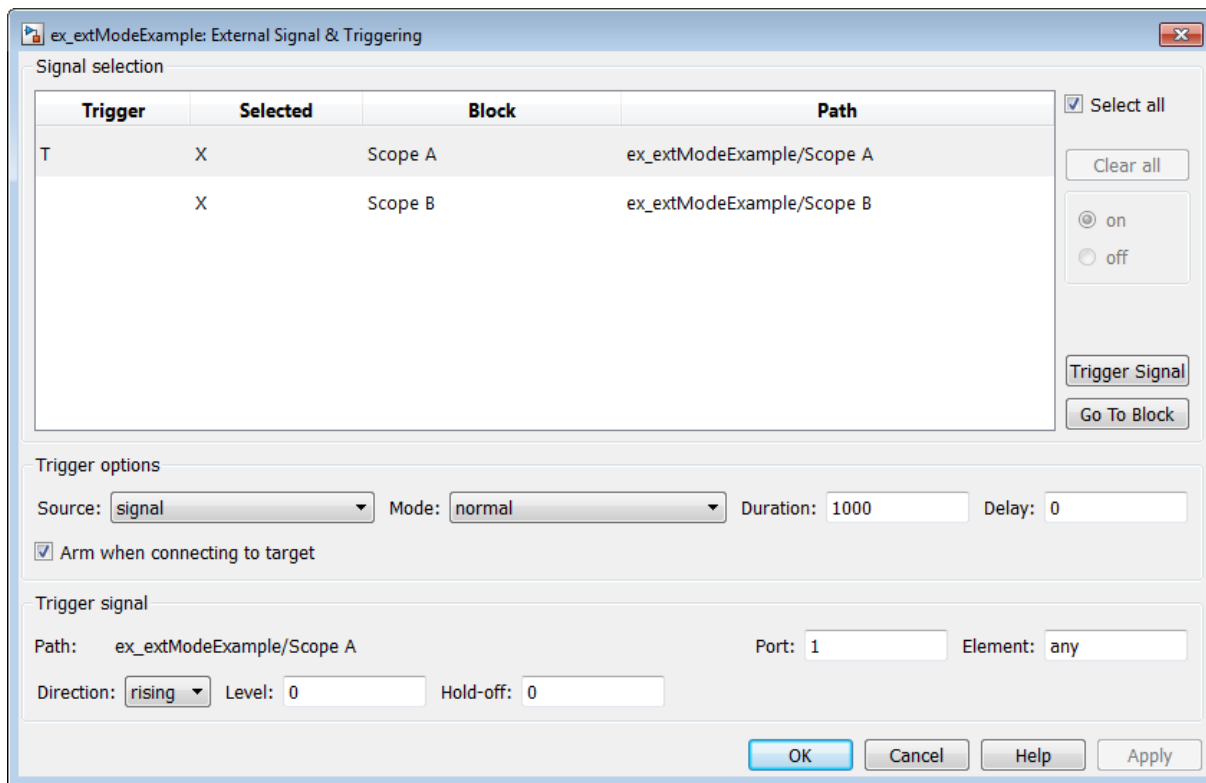 ex_extModeExample: External Signal & Triggering
Signal selection
Trigger Selected Block Path
Select all
T X Scope A ex_extModeExample/Scope A
Clear all
X Scope B ex_extModeExample/Scope B
on
off
Trigger Signal
Go To Block
Trigger options
Source: signal Mode: normal Duration: 1000 Delay: 0
Arm when connecting to target
Trigger signal
Path: ex_extModeExample/Scope A Port: 1 Element: any
Direction: rising Level: 0 Hold-off: 0
OK Cancel Help Apply